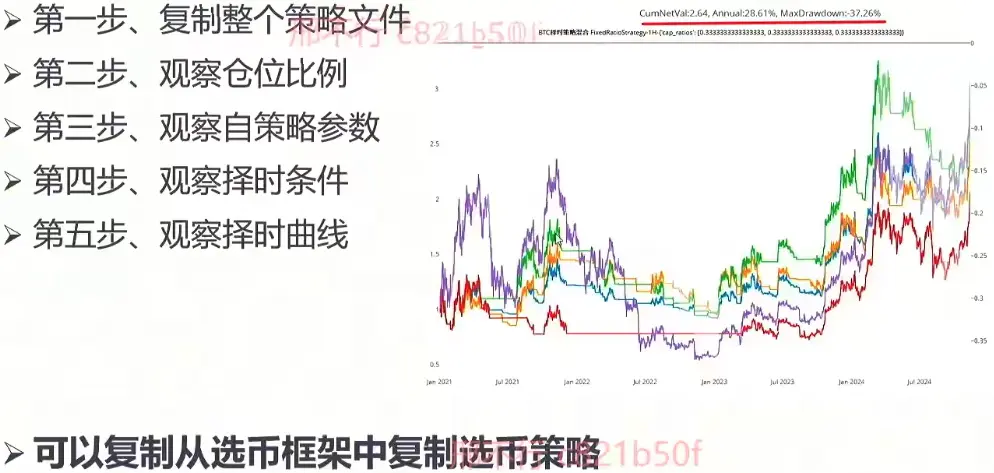 ➢ 第一步、复制整个策略文件
➢ 第二步、观察仓位比例
➢ 第三步、观察自策略参数
➢ 第四步、观察择时条件
➢ 第五步、观察择时曲线
CumNetVal:2.64, Annual:28.61%, MaxDrawdown:-37.26%
BTC择时策略混合 FixedRatioStrategy-1H-{'cap_ratios': [0.3333333333333333, 0.3333333333333333, 0.3333333333333333]}
3
2.5
2
1.5
0.5
0
-0.05
-0.1
-0.15
-0.2
-0.25
-0.3
-0.35
Jan 2021
Jul 2021
Jan 2022
Jul 2022
Jan 2023
Jul 2023
Jan 2024
Jul 2024
➢ 可以复制从选币框架中复制选币策略
c821b50f